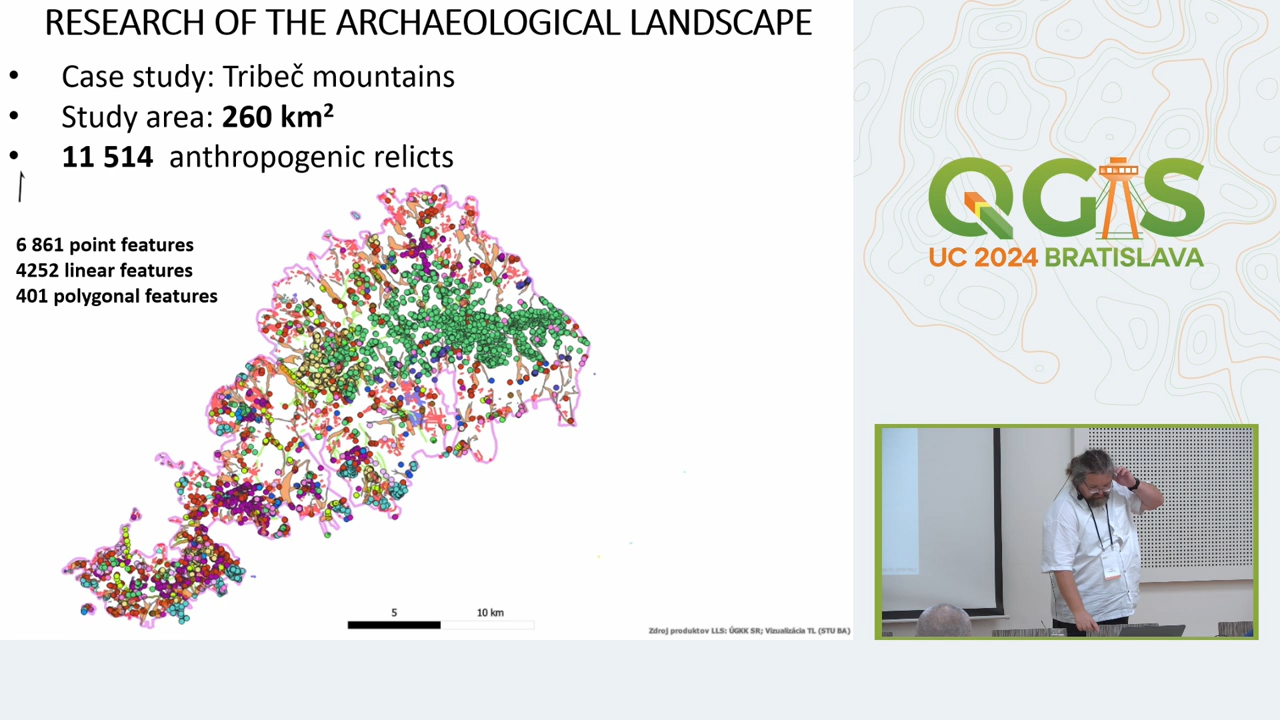 RESEARCH OF THE ARCHAEOLOGICAL LANDSCAPE
• Case study: Tribeč mountains
• Study area: 260 km²
• 11 514 anthropogenic relicts
6 861 point features
4252 linear features
401 polygonal features
5 10 km
Zdroj produktov LLS: ÚGKK SR; Vizualizácia TL (STU BA)
QGIS
UC 2024 BRATISLAVA